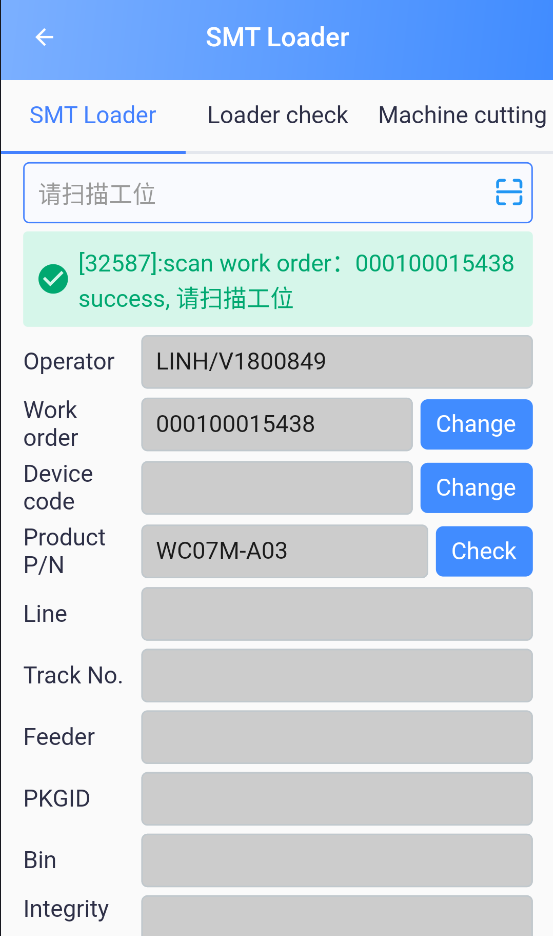 SMT Loader
SMT Loader
Loader check
Machine cutting
请扫描工位
[32587]:scan work order：000100015438
success, 请扫描工位
Operator
LINH/V1800849
Work
order
000100015438
Change
Device
code
Change
Product
P/N
WC07M-A03
Check
Line
Track No.
Feeder
PKGID
Bin
Integrity